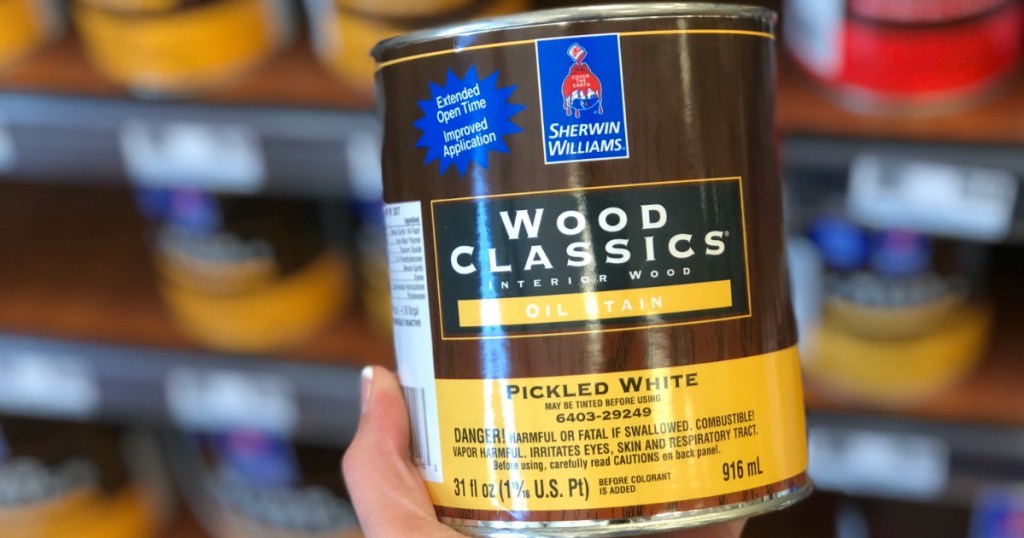 Extended
Open Time
Improved
Application
COVER
THE
EARTH
SHERWIN
WILLIAMS.
WOOD
CLASSICS®
INTERIOR WOOD
OIL STAIN
PICKLED WHITE
MAY BE TINTED BEFORE USING
6403-29249
DANGER! HARMFUL OR FATAL IF SWALLOWED. COMBUSTIBLE!
VAPOR HARMFUL. IRRITATES EYES, SKIN AND RESPIRATORY TRACT.
Before using, carefully read CAUTIONS on back panel.
31 fl oz (1 15/16 U.S. Pt) BEFORE COLORANT
IS ADDED
916 mL